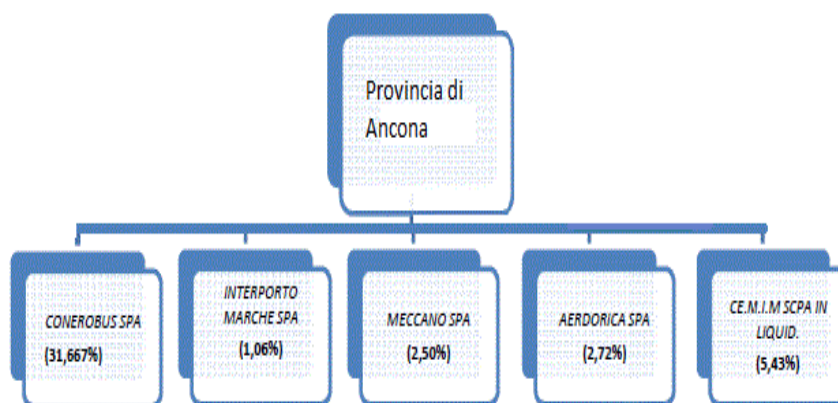 Provincia di
Ancona
CONEROBUS SPA
(31,667%)
INTERPORTO
MARCHE SPA
(1,06%)
MECCANO SPA
(2,50%)
AERDORICA SPA
(2,72%)
CE.M.I.M SCPA IN
LIQUID.
(5,43%)